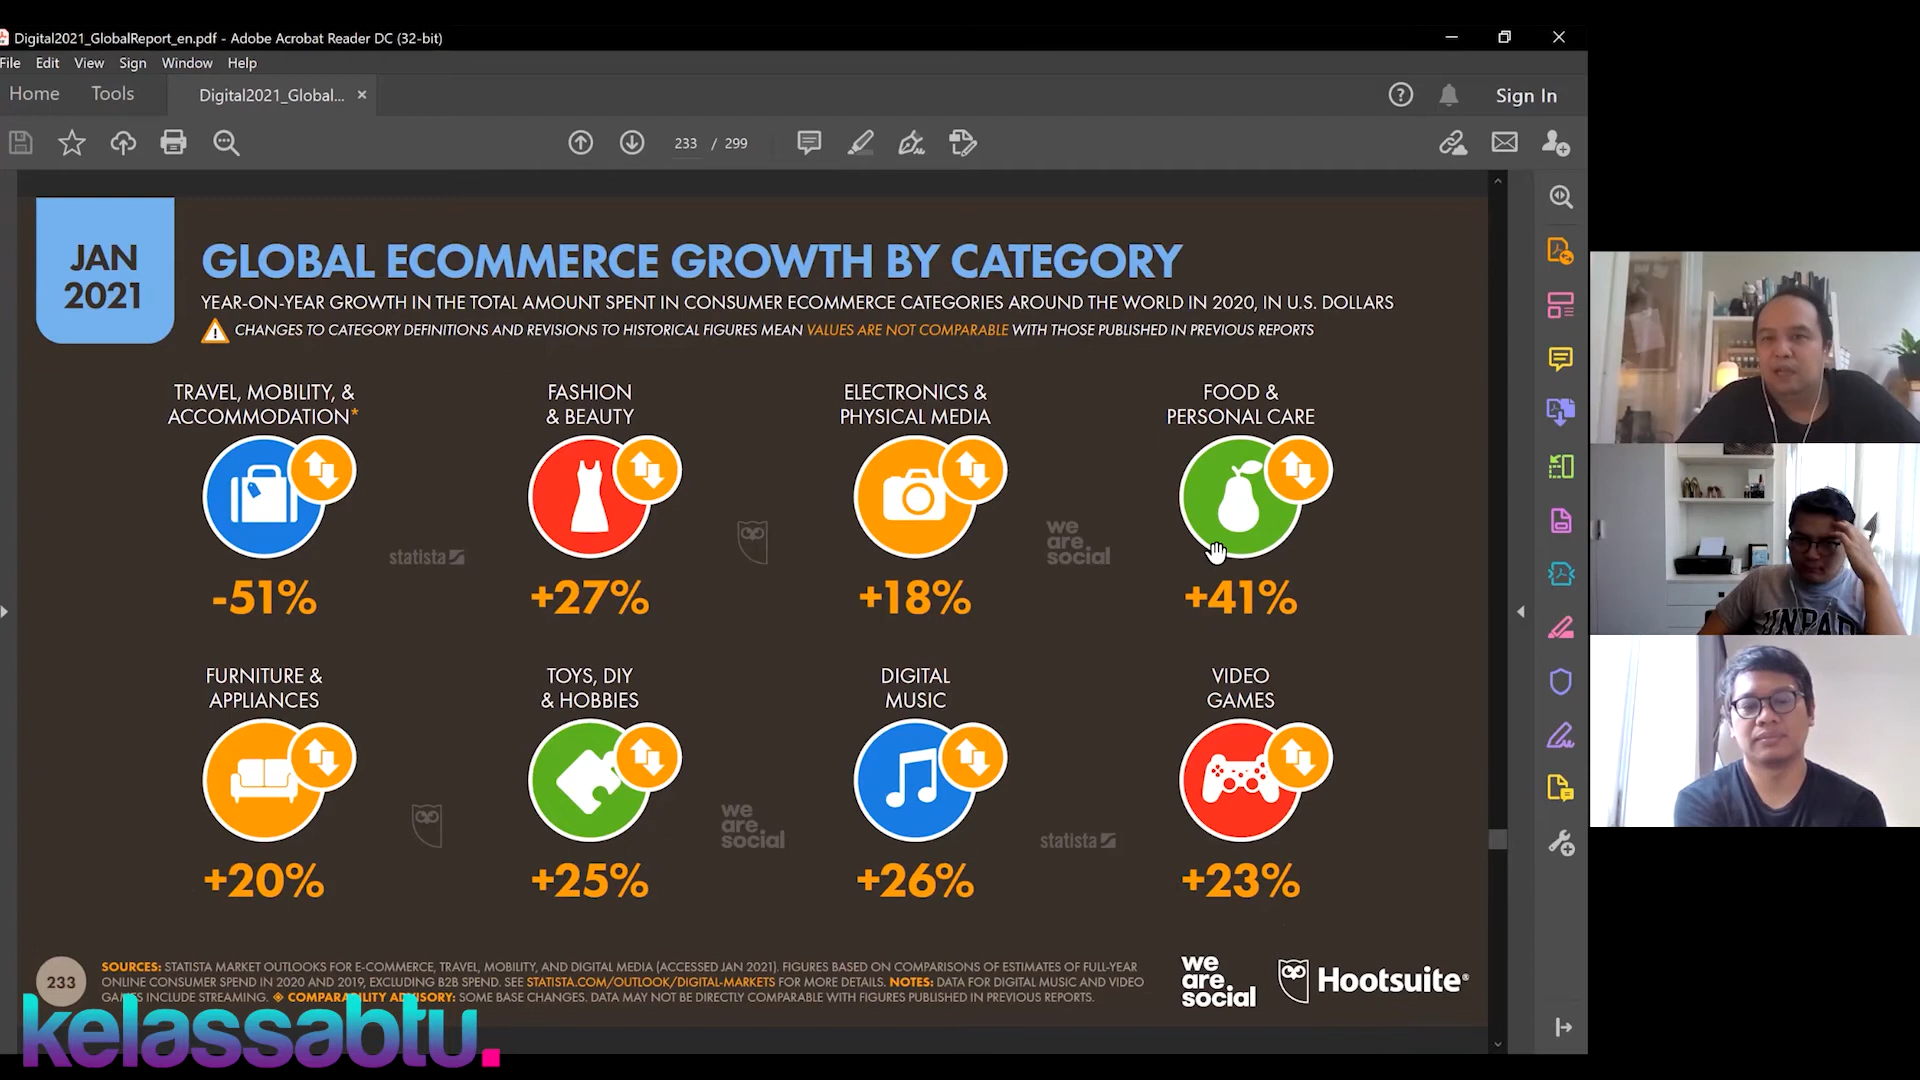 Digital2021_GlobalReport_en.pdf - Adobe Acrobat Reader DC (32-bit)
File Edit View Sign Window Help
Home Tools Digital2021_Global... × Sign In
233 / 299
JAN
2021
GLOBAL ECOMMERCE GROWTH BY CATEGORY
YEAR-ON-YEAR GROWTH IN THE TOTAL AMOUNT SPENT IN CONSUMER ECOMMERCE CATEGORIES AROUND THE WORLD IN 2020, IN U.S. DOLLARS
CHANGES TO CATEGORY DEFINITIONS AND REVISIONS TO HISTORICAL FIGURES MEAN VALUES ARE NOT COMPARABLE WITH THOSE PUBLISHED IN PREVIOUS REPORTS
TRAVEL, MOBILITY, &
ACCOMMODATION*
FASHION
& BEAUTY
ELECTRONICS &
PHYSICAL MEDIA
FOOD &
PERSONAL CARE
statista
we
are
social
-51%
+27%
+18%
+41%
FURNITURE &
APPLIANCES
TOYS, DIY
& HOBBIES
DIGITAL
MUSIC
VIDEO
GAMES
we
are
social
statista
+20%
+25%
+26%
+23%
233
SOURCES: STATISTA MARKET OUTLOOKS FOR E-COMMERCE, TRAVEL, MOBILITY, AND DIGITAL MEDIA (ACCESSED JAN 2021). FIGURES BASED ON COMPARISONS OF ESTIMATES OF FULL-YEAR
ONLINE CONSUMER SPEND IN 2020 AND 2019, EXCLUDING B2B SPEND. SEE STATISTA.COM/OUTLOOK/DIGITAL-MARKETS FOR MORE DETAILS. NOTES: DATA FOR DIGITAL MUSIC AND VIDEO
GAMES INCLUDE STREAMING. COMPARABILITY ADVISORY: SOME BASE CHANGES. DATA MAY NOT BE DIRECTLY COMPARABLE WITH FIGURES PUBLISHED IN PREVIOUS REPORTS.
we
are
social
Hootsuite®
kelassabtu.
UNPAD